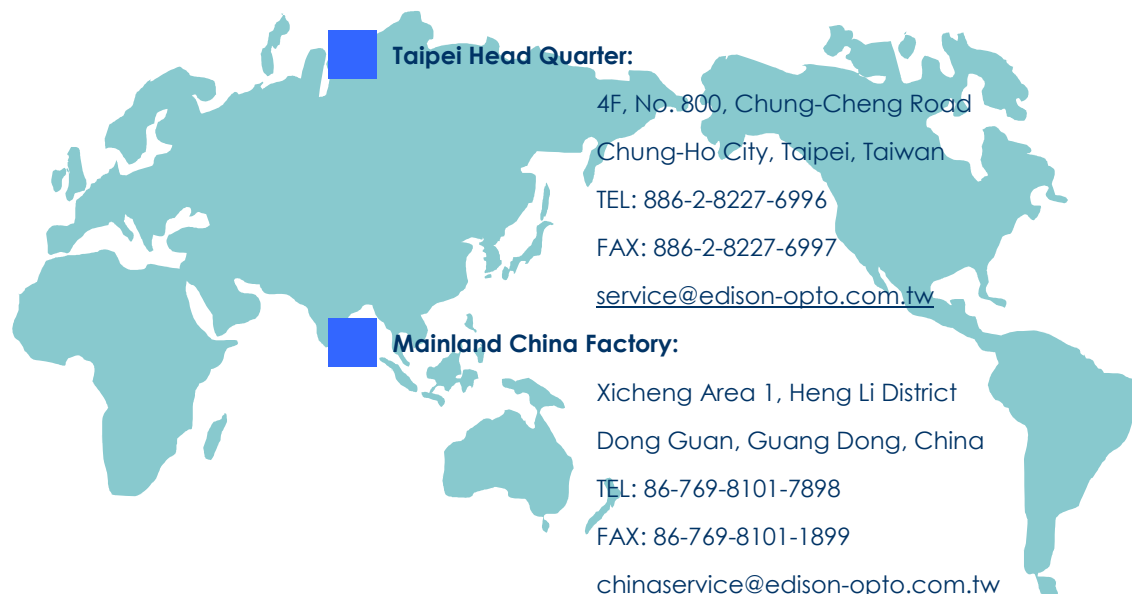 Taipei Head Quarter:
4F, No. 800, Chung-Cheng Road
Chung-Ho City, Taipei, Taiwan
TEL: 886-2-8227-6996
FAX: 886-2-8227-6997
service@edison-opto.com.tw
Mainland China Factory:
Xicheng Area 1, Heng Li District
Dong Guan, Guang Dong, China
TEL: 86-769-8101-7898
FAX: 86-769-8101-1899
chinaservice@edison-opto.com.tw